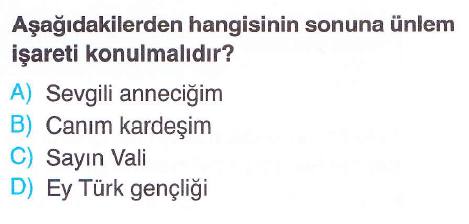 Aşağıdakilerden hangisinin sonuna ünlem
işareti konulmalıdır?
A) Sevgili anneciğim
B) Canım kardeşim
C) Sayın Vali
D) Ey Türk gençliği